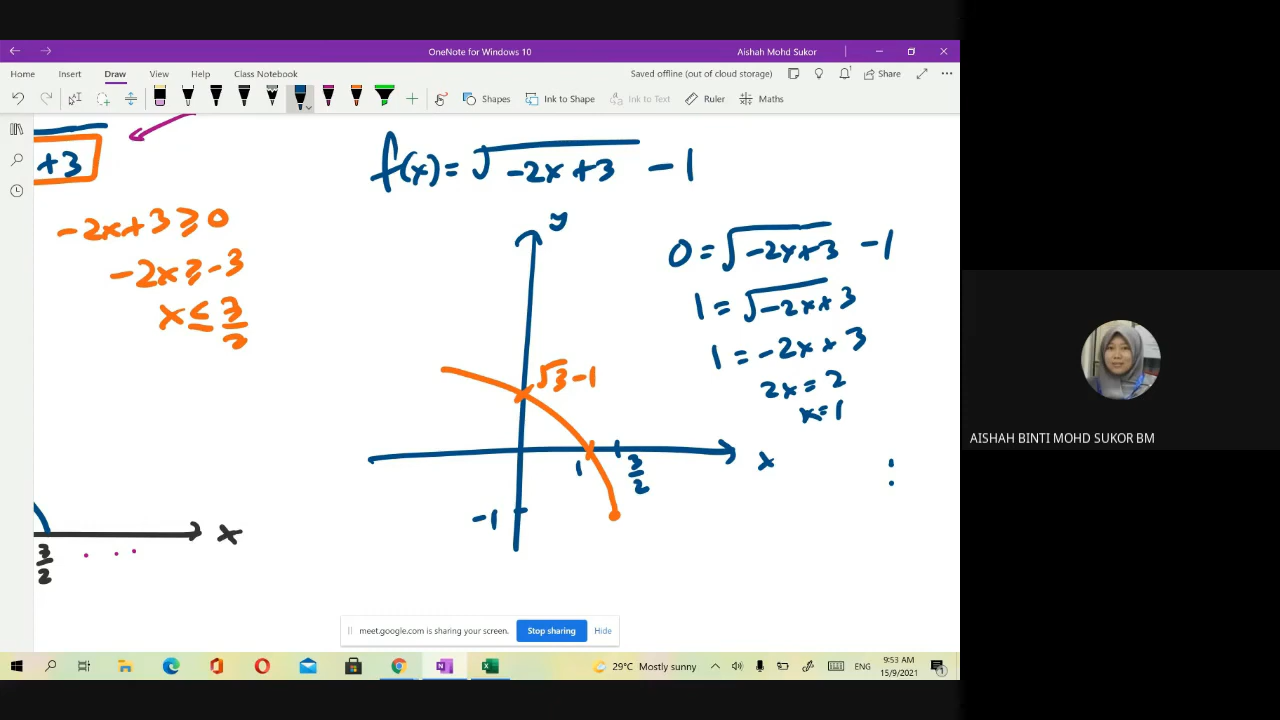 OneNote for Windows 10
Aishah Mohd Sukor
Home Insert Draw View Help Class Notebook
Saved offline (out of cloud storage)
Share
Shapes Ink to Shape Ink to Text Ruler Maths
+3
-2x+3 ≥ 0
-2x ≥ -3
x ≤ 3/2
f(x) = √(-2x+3) - 1
y
0 = √(-2x+3) - 1
1 = √(-2x+3)
1 = -2x + 3
2x = 2
x = 1
√3 - 1
1
3/2
x
-1
x
3/2
AISHAH BINTI MOHD SUKOR BM
meet.google.com is sharing your screen. Stop sharing Hide
29°C Mostly sunny
ENG
9:53 AM
15/9/2021
1